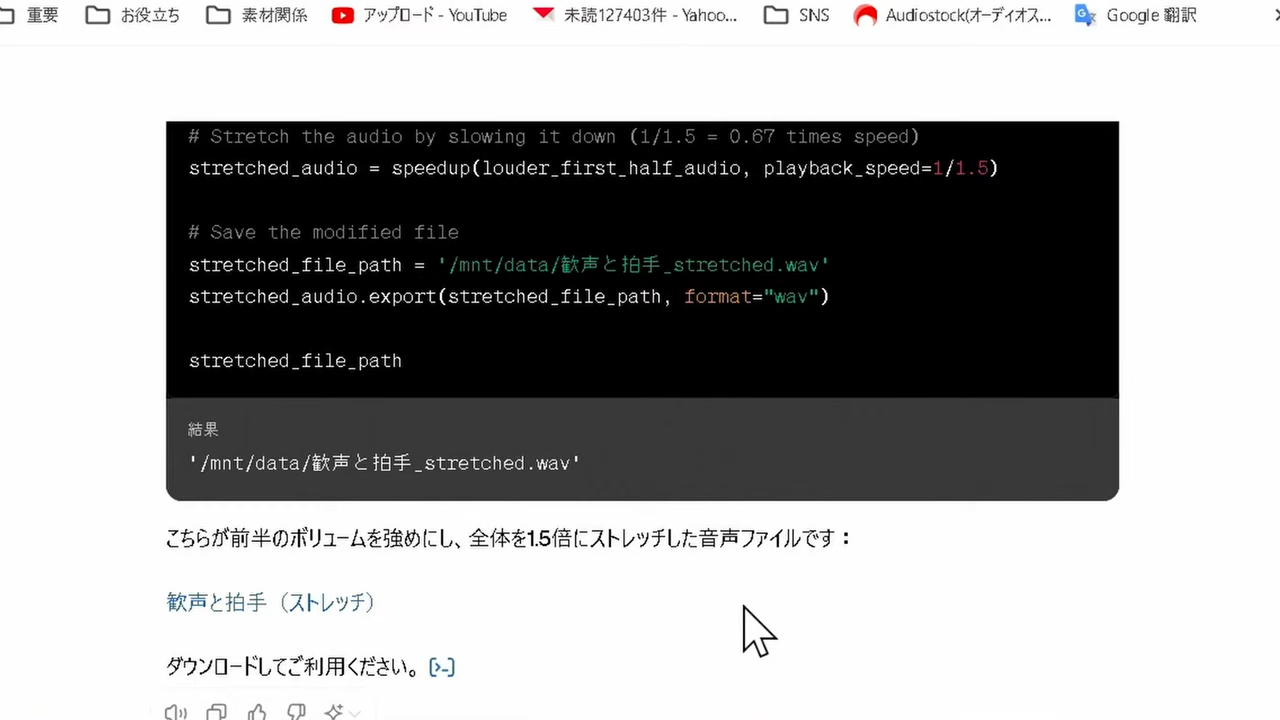 重要 お役立ち 素材関係 アップロード - YouTube 未読127403件 - Yahoo... SNS Audiostock(オーディオス... Google 翻訳
# Stretch the audio by slowing it down (1/1.5 = 0.67 times speed)
stretched_audio = speedup(louder_first_half_audio, playback_speed=1/1.5)
# Save the modified file
stretched_file_path = '/mnt/data/歓声と拍手_stretched.wav'
stretched_audio.export(stretched_file_path, format="wav")
stretched_file_path
結果
'/mnt/data/歓声と拍手_stretched.wav'
こちらが前半のボリュームを強めにし、全体を1.5倍にストレッチした音声ファイルです：
歓声と拍手（ストレッチ）
ダウンロードしてご利用ください。 [>-]